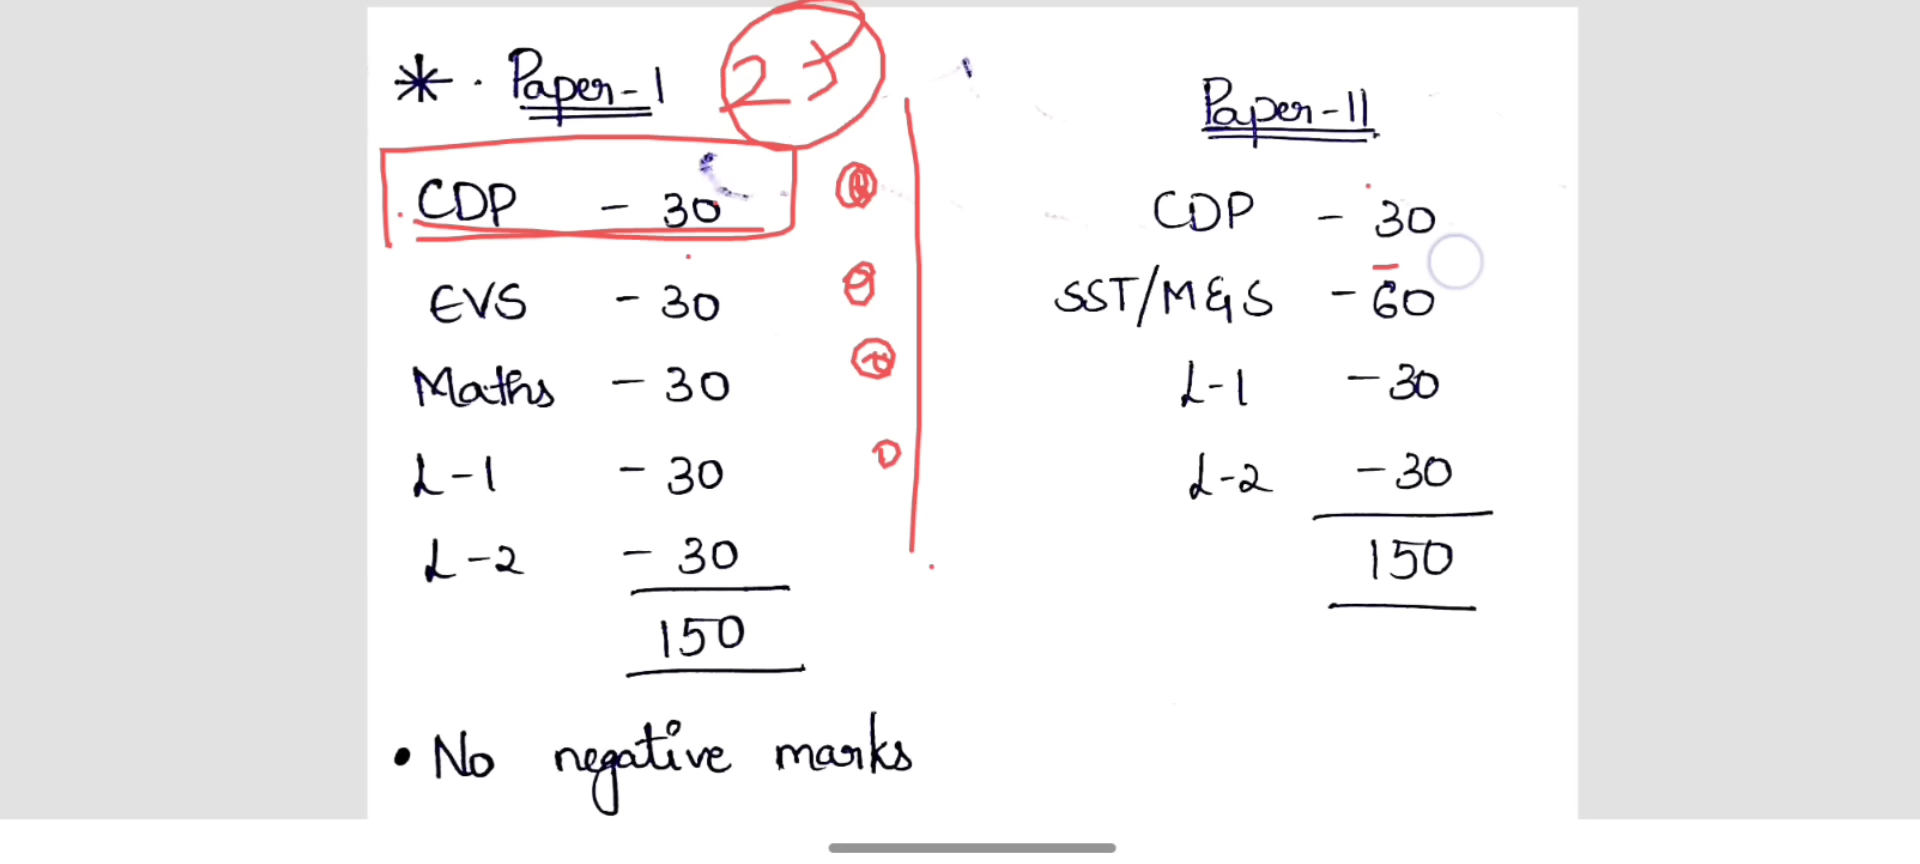 * . Paper-1
CDP - 30
EVS - 30
Maths - 30
L-1 - 30
L-2 - 30
150
• No negative marks
Paper-II
CDP - 30
SST/M&S - 60
L-1 - 30
L-2 - 30
150